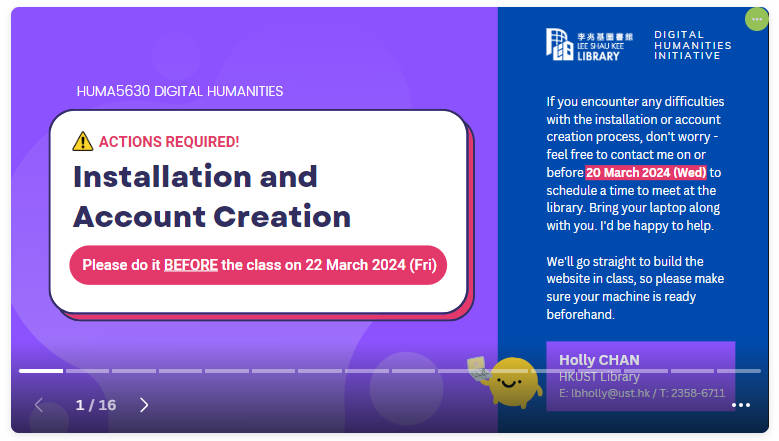 HUMA5630 DIGITAL HUMANITIES
ACTIONS REQUIRED!
Installation and
Account Creation
Please do it BEFORE the class on 22 March 2024 (Fri)
李兆基圖書館
LEE SHAU KEE
LIBRARY
DIGITAL
HUMANITIES
INITIATIVE
If you encounter any difficulties
with the installation or account
creation process, don't worry -
feel free to contact me on or
before 20 March 2024 (Wed) to
schedule a time to meet at the
library. Bring your laptop along
with you. I'd be happy to help.
We'll go straight to build the
website in class, so please make
sure your machine is ready
beforehand.
Holly CHAN
HKUST Library
E: lbholly@ust.hk / T: 2358-6711
1 / 16